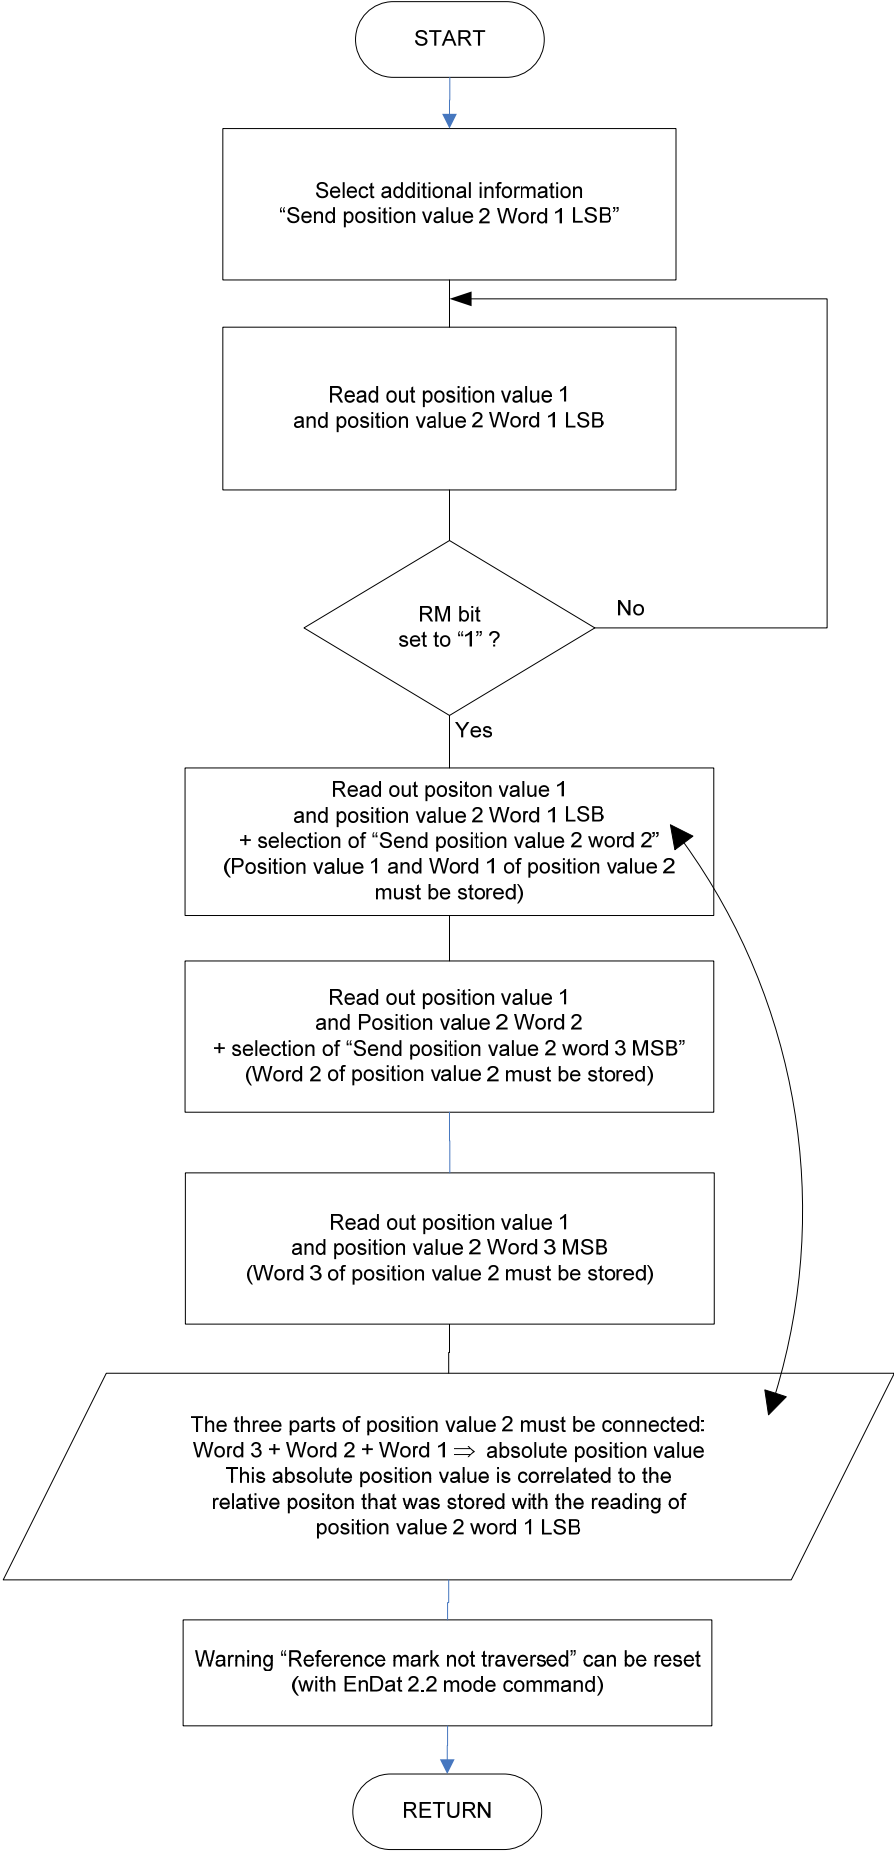 START
Select additional information
“Send position value 2 Word 1 LSB”
Read out position value 1
and position value 2 Word 1 LSB
RM bit
set to “1” ?
No
Yes
Read out positon value 1
and position value 2 Word 1 LSB
+ selection of “Send position value 2 word 2”
(Position value 1 and Word 1 of position value 2
must be stored)
Read out position value 1
and Position value 2 Word 2
+ selection of “Send position value 2 word 3 MSB”
(Word 2 of position value 2 must be stored)
Read out position value 1
and position value 2 Word 3 MSB
(Word 3 of position value 2 must be stored)
The three parts of position value 2 must be connected:
Word 3 + Word 2 + Word 1 ⇒ absolute position value
This absolute position value is correlated to the
relative positon that was stored with the reading of
position value 2 word 1 LSB
Warning “Reference mark not traversed” can be reset
(with EnDat 2.2 mode command)
RETURN